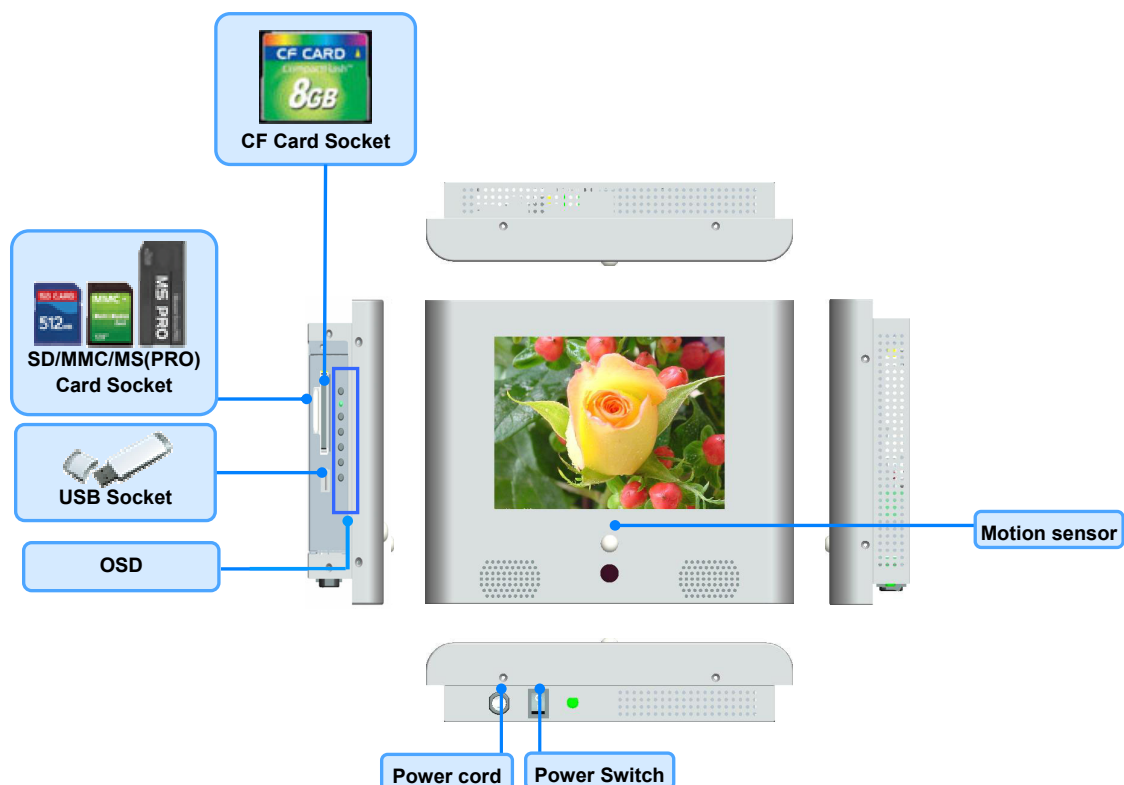 CF CARD
CompactFlash™
8GB
CF Card Socket
SD CARD
512
MMC
MS PRO
SD/MMC/MS(PRO)
Card Socket
USB Socket
OSD
Motion sensor
Power cord
Power Switch